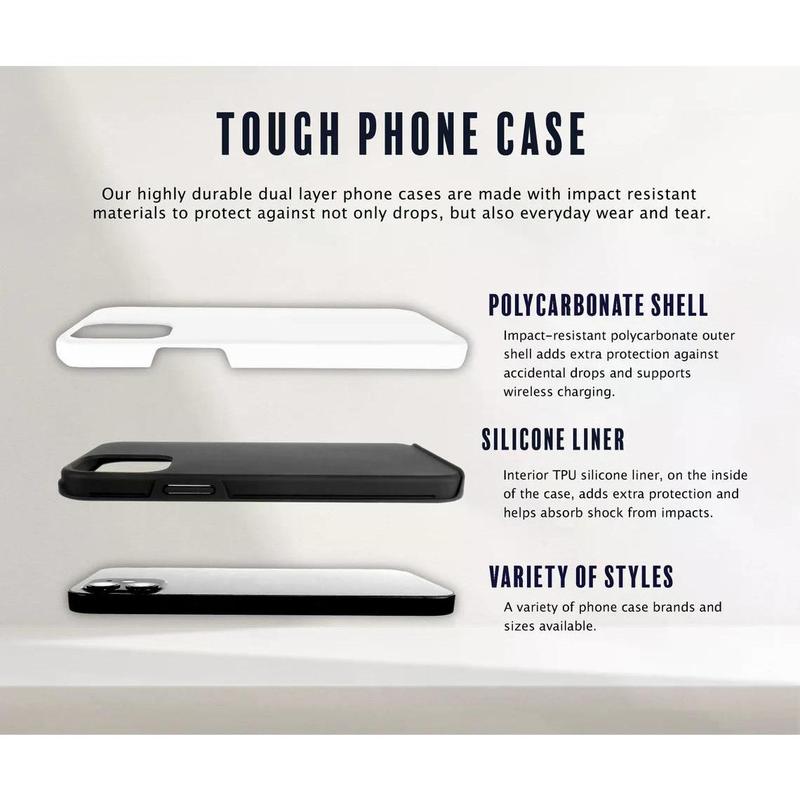 TOUGH PHONE CASE
Our highly durable dual layer phone cases are made with impact resistant
materials to protect against not only drops, but also everyday wear and tear.
POLYCARBONATE SHELL
Impact-resistant polycarbonate outer
shell adds extra protection against
accidental drops and supports
wireless charging.
SILICONE LINER
Interior TPU silicone liner, on the inside
of the case, adds extra protection and
helps absorb shock from impacts.
VARIETY OF STYLES
A variety of phone case brands and
sizes available.